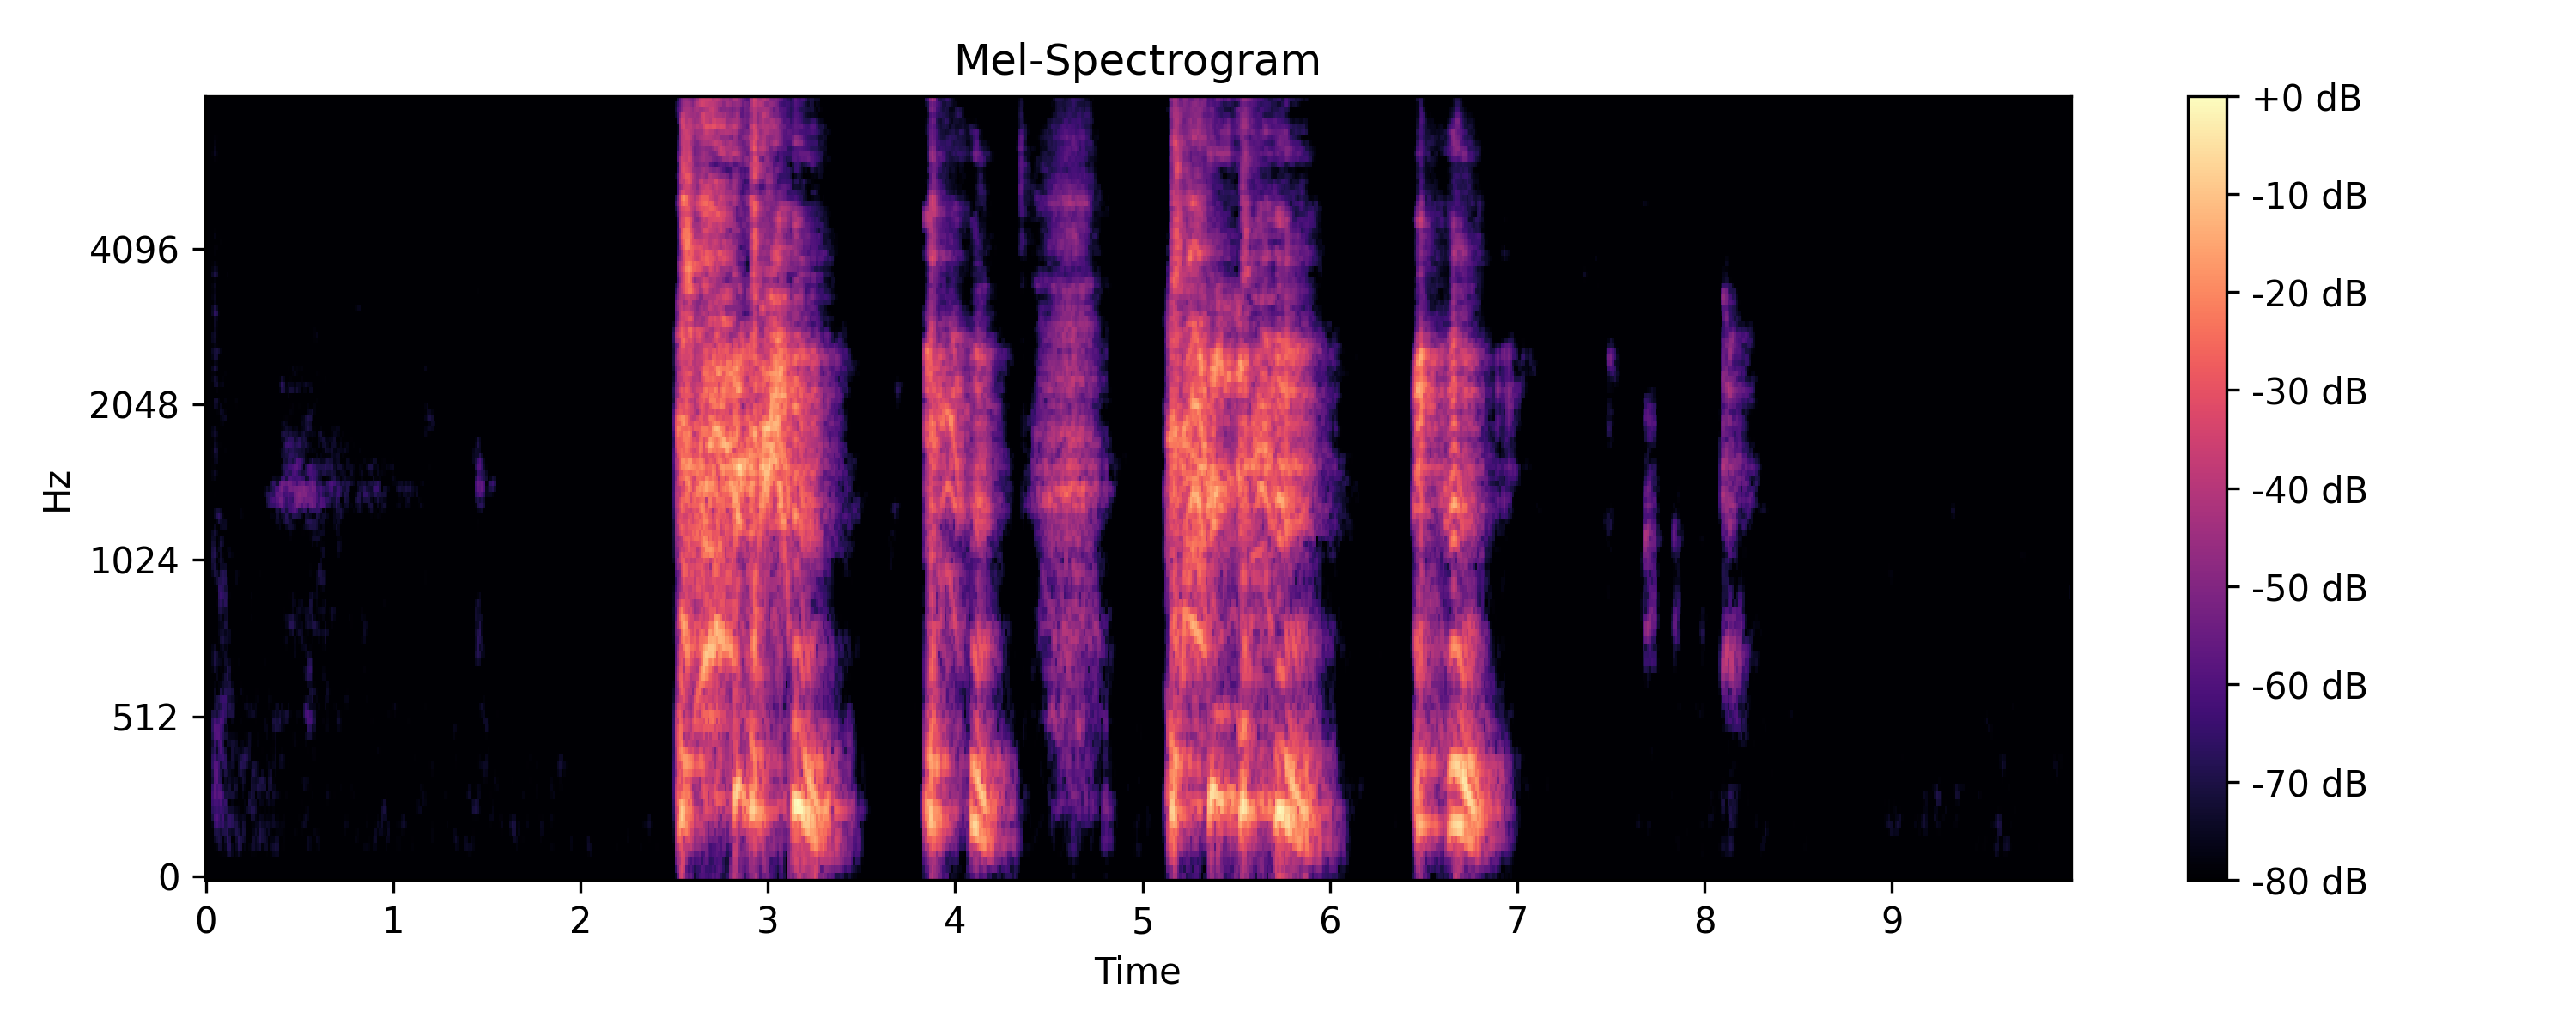 Mel-Spectrogram
+0 dB
-10 dB
-20 dB
-30 dB
-40 dB
-50 dB
-60 dB
-70 dB
-80 dB
Hz
4096
2048
1024
512
0
0 1 2 3 4 5 6 7 8 9
Time